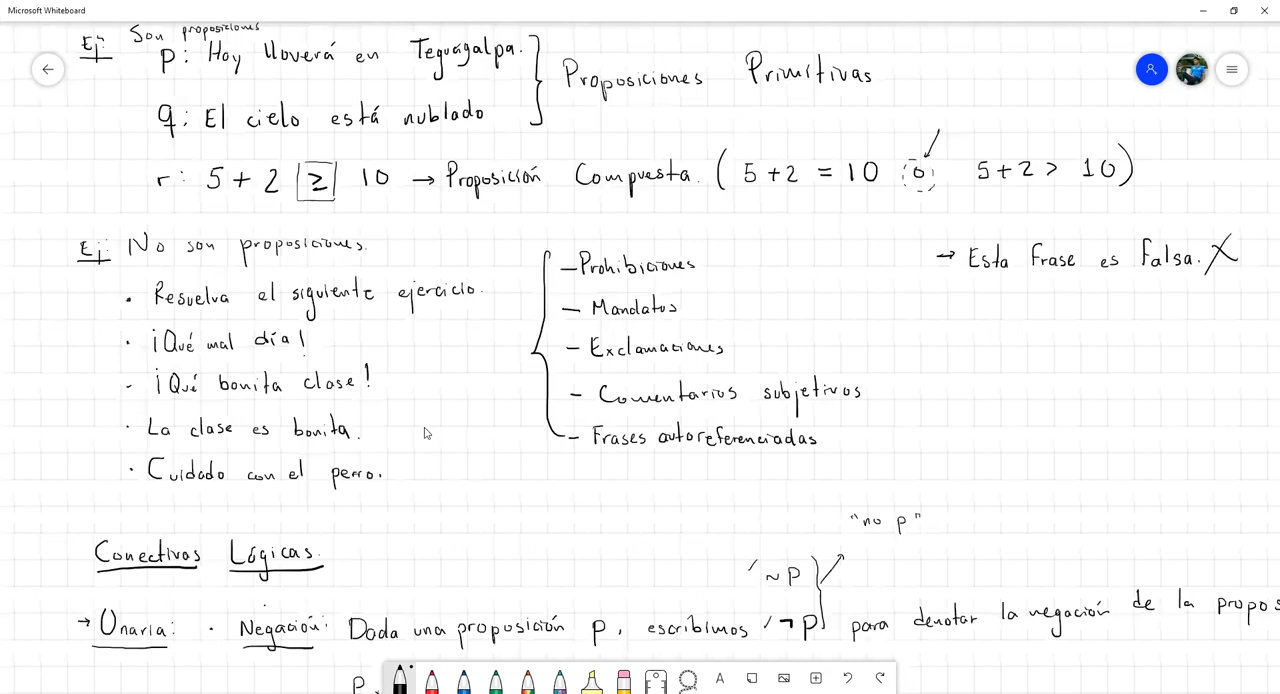 Microsoft Whiteboard
Ej: Son proposiciones
p: Hoy lloverá en Tegucigalpa. } Proposiciones Primitivas
q: El cielo está nublado
r: 5 + 2 ≥ 10 → Proposición Compuesta. ( 5 + 2 = 10 o 5 + 2 > 10 )
Ej: No son proposiciones.
• Resuelva el siguiente ejercicio.
• ¡Qué mal día!
- ¡Qué bonita clase!
• La clase es bonita.
• Cuidado con el perro.
— Prohibiciones
— Mandatos
- Exclamaciones
- Comentarios subjetivos
- Frases autoreferenciadas
→ Esta Frase es Falsa. X
Conectivas Lógicas.
"no p"
~ p
→ Unaria: • Negación: Dada una proposición p, escribimos ¬p para denotar la negación de la propos
p.